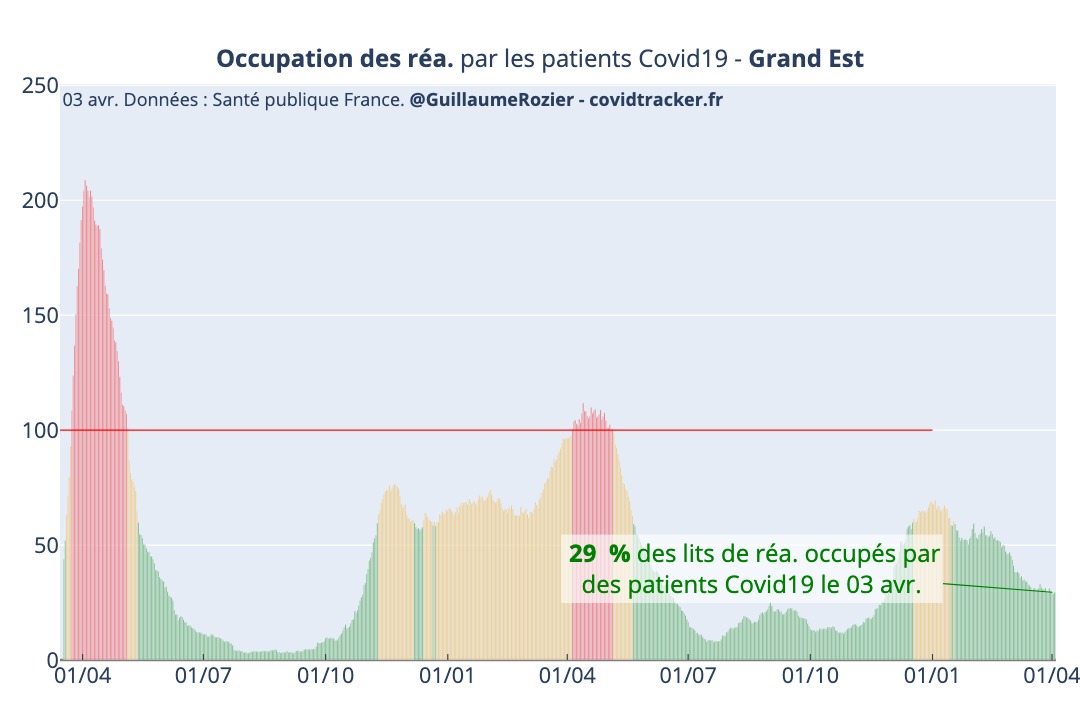 Occupation des réa. par les patients Covid19 - Grand Est
250
03 avr. Données : Santé publique France. @GuillaumeRozier - covidtracker.fr
200
150
100
50
29 % des lits de réa. occupés par
des patients Covid19 le 03 avr.
0
01/04 01/07 01/10 01/01 01/04 01/07 01/10 01/01 01/04